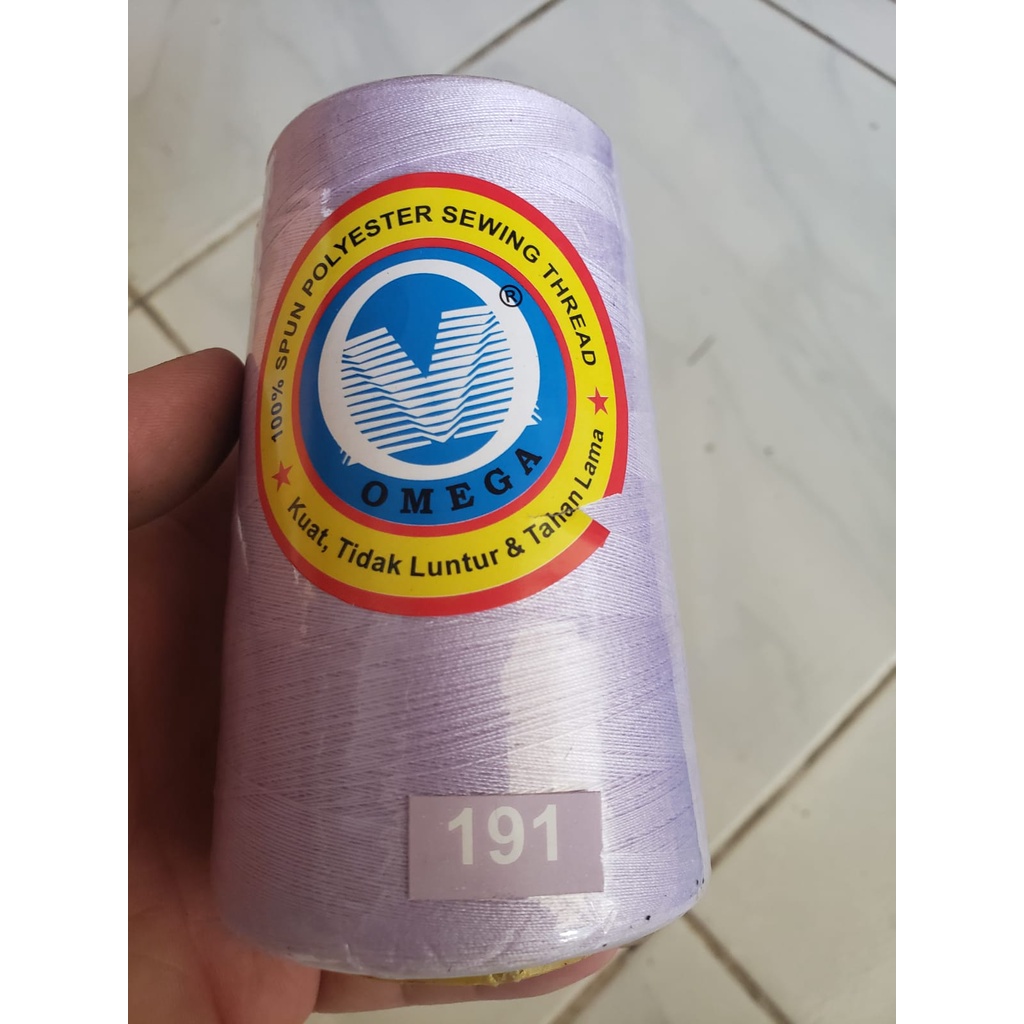 100% SPUN POLYESTER SEWING THREAD
®
OMEGA
Kuat, Tidak Luntur & Tahan Lama
191